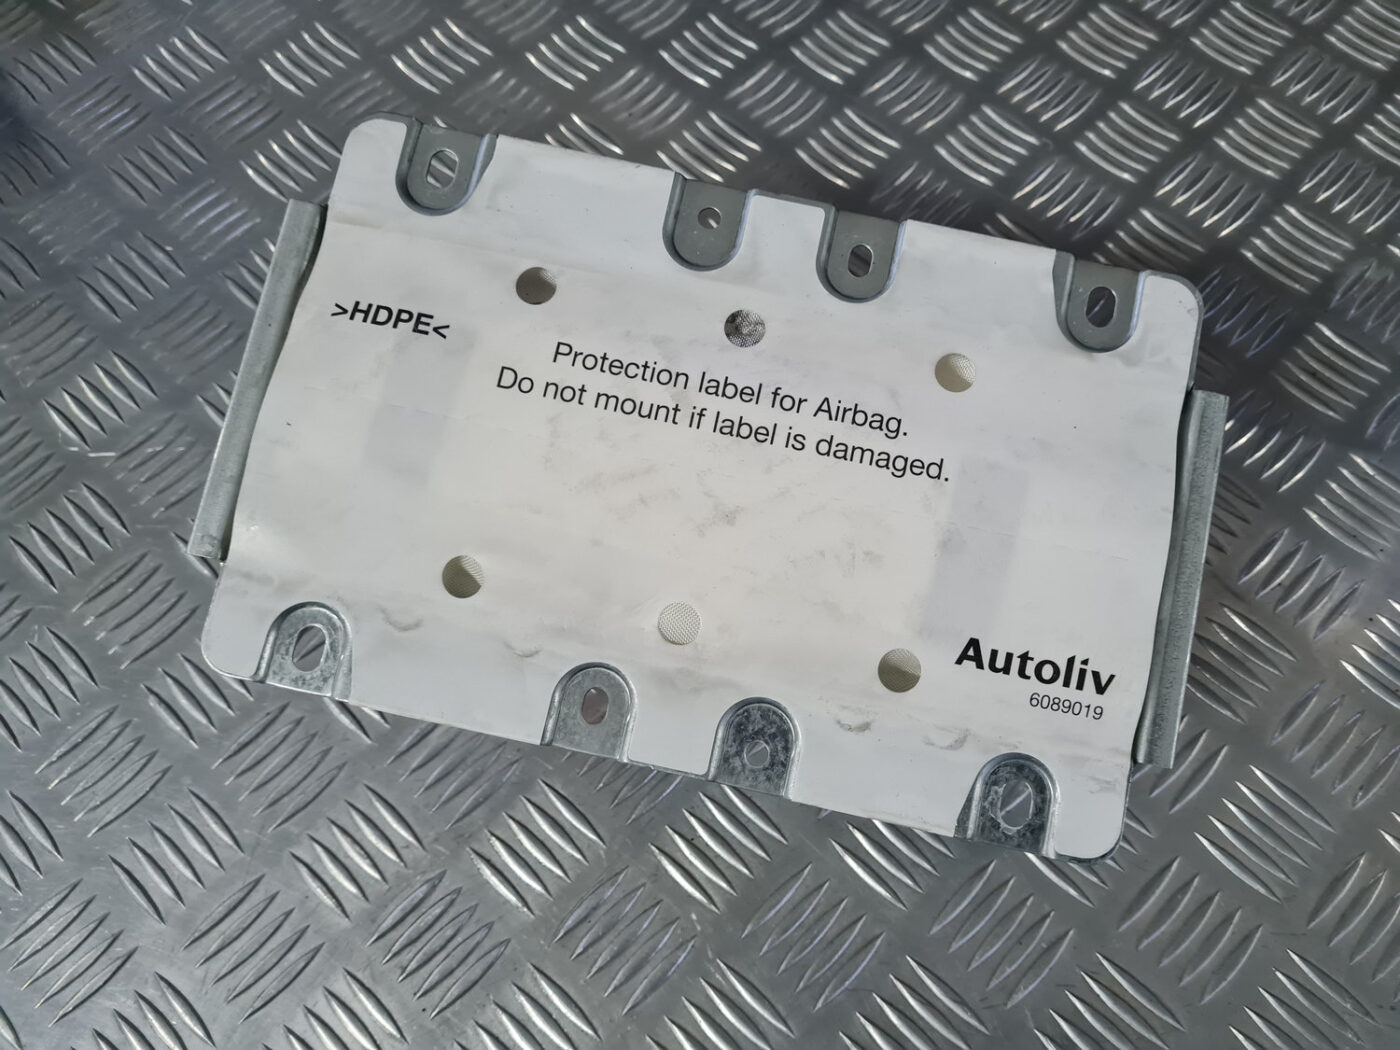 >HDPE<
Protection label for Airbag.
Do not mount if label is damaged.
Autoliv
6089019